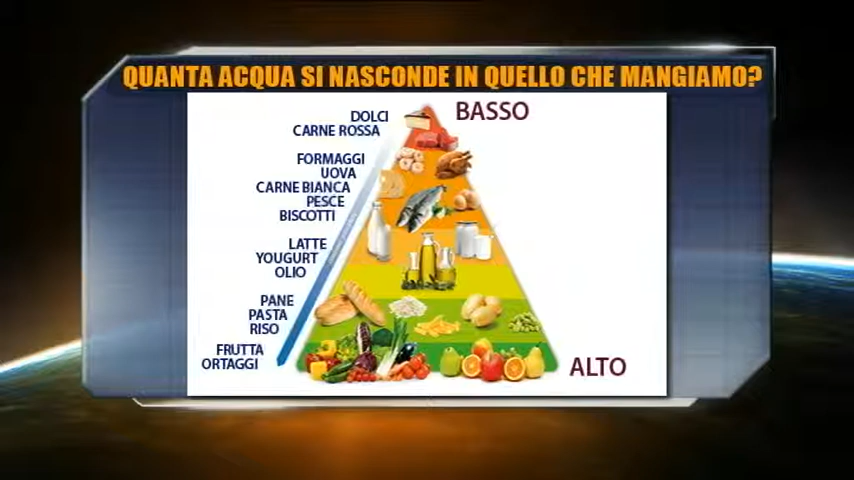 QUANTA ACQUA SI NASCONDE IN QUELLO CHE MANGIAMO?
BASSO
DOLCI
CARNE ROSSA
FORMAGGI
UOVA
CARNE BIANCA
PESCE
BISCOTTI
LATTE
YOUGURT
OLIO
PANE
PASTA
RISO
FRUTTA
ORTAGGI
ALTO